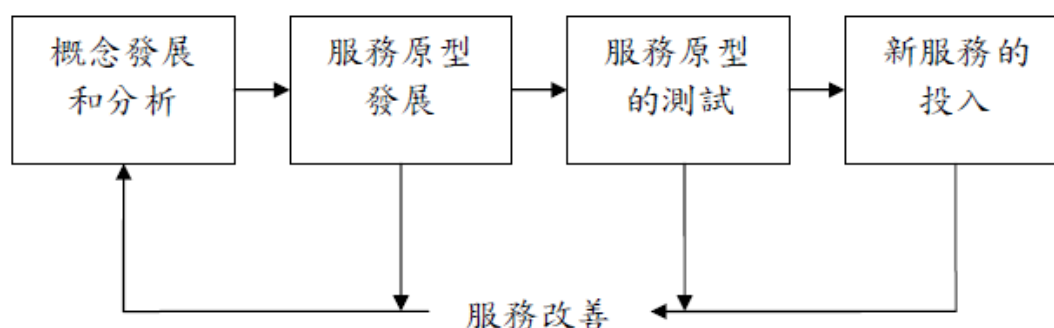 概念發展
和分析
服務原型
發展
服務原型
的測試
新服務的
投入
服務改善